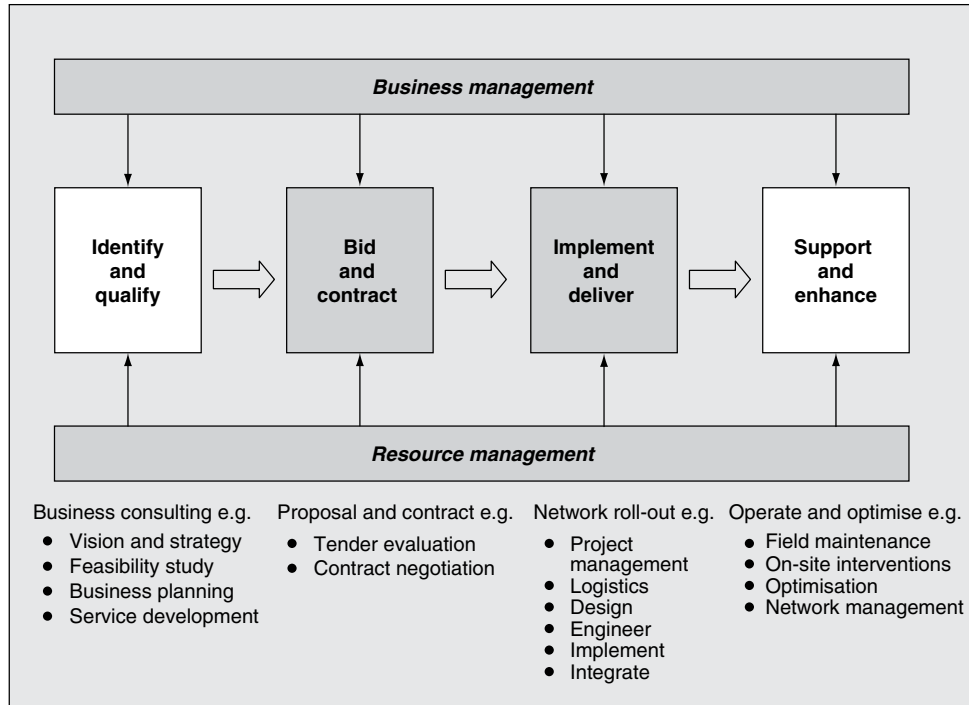 Business management
Identify
and
qualify
Bid
and
contract
Implement
and
deliver
Support
and
enhance
Resource management
Business consulting e.g.
● Vision and strategy
● Feasibility study
● Business planning
● Service development
Proposal and contract e.g.
● Tender evaluation
● Contract negotiation
Network roll-out e.g.
● Project
management
● Logistics
● Design
● Engineer
● Implement
● Integrate
Operate and optimise e.g.
● Field maintenance
● On-site interventions
● Optimisation
● Network management